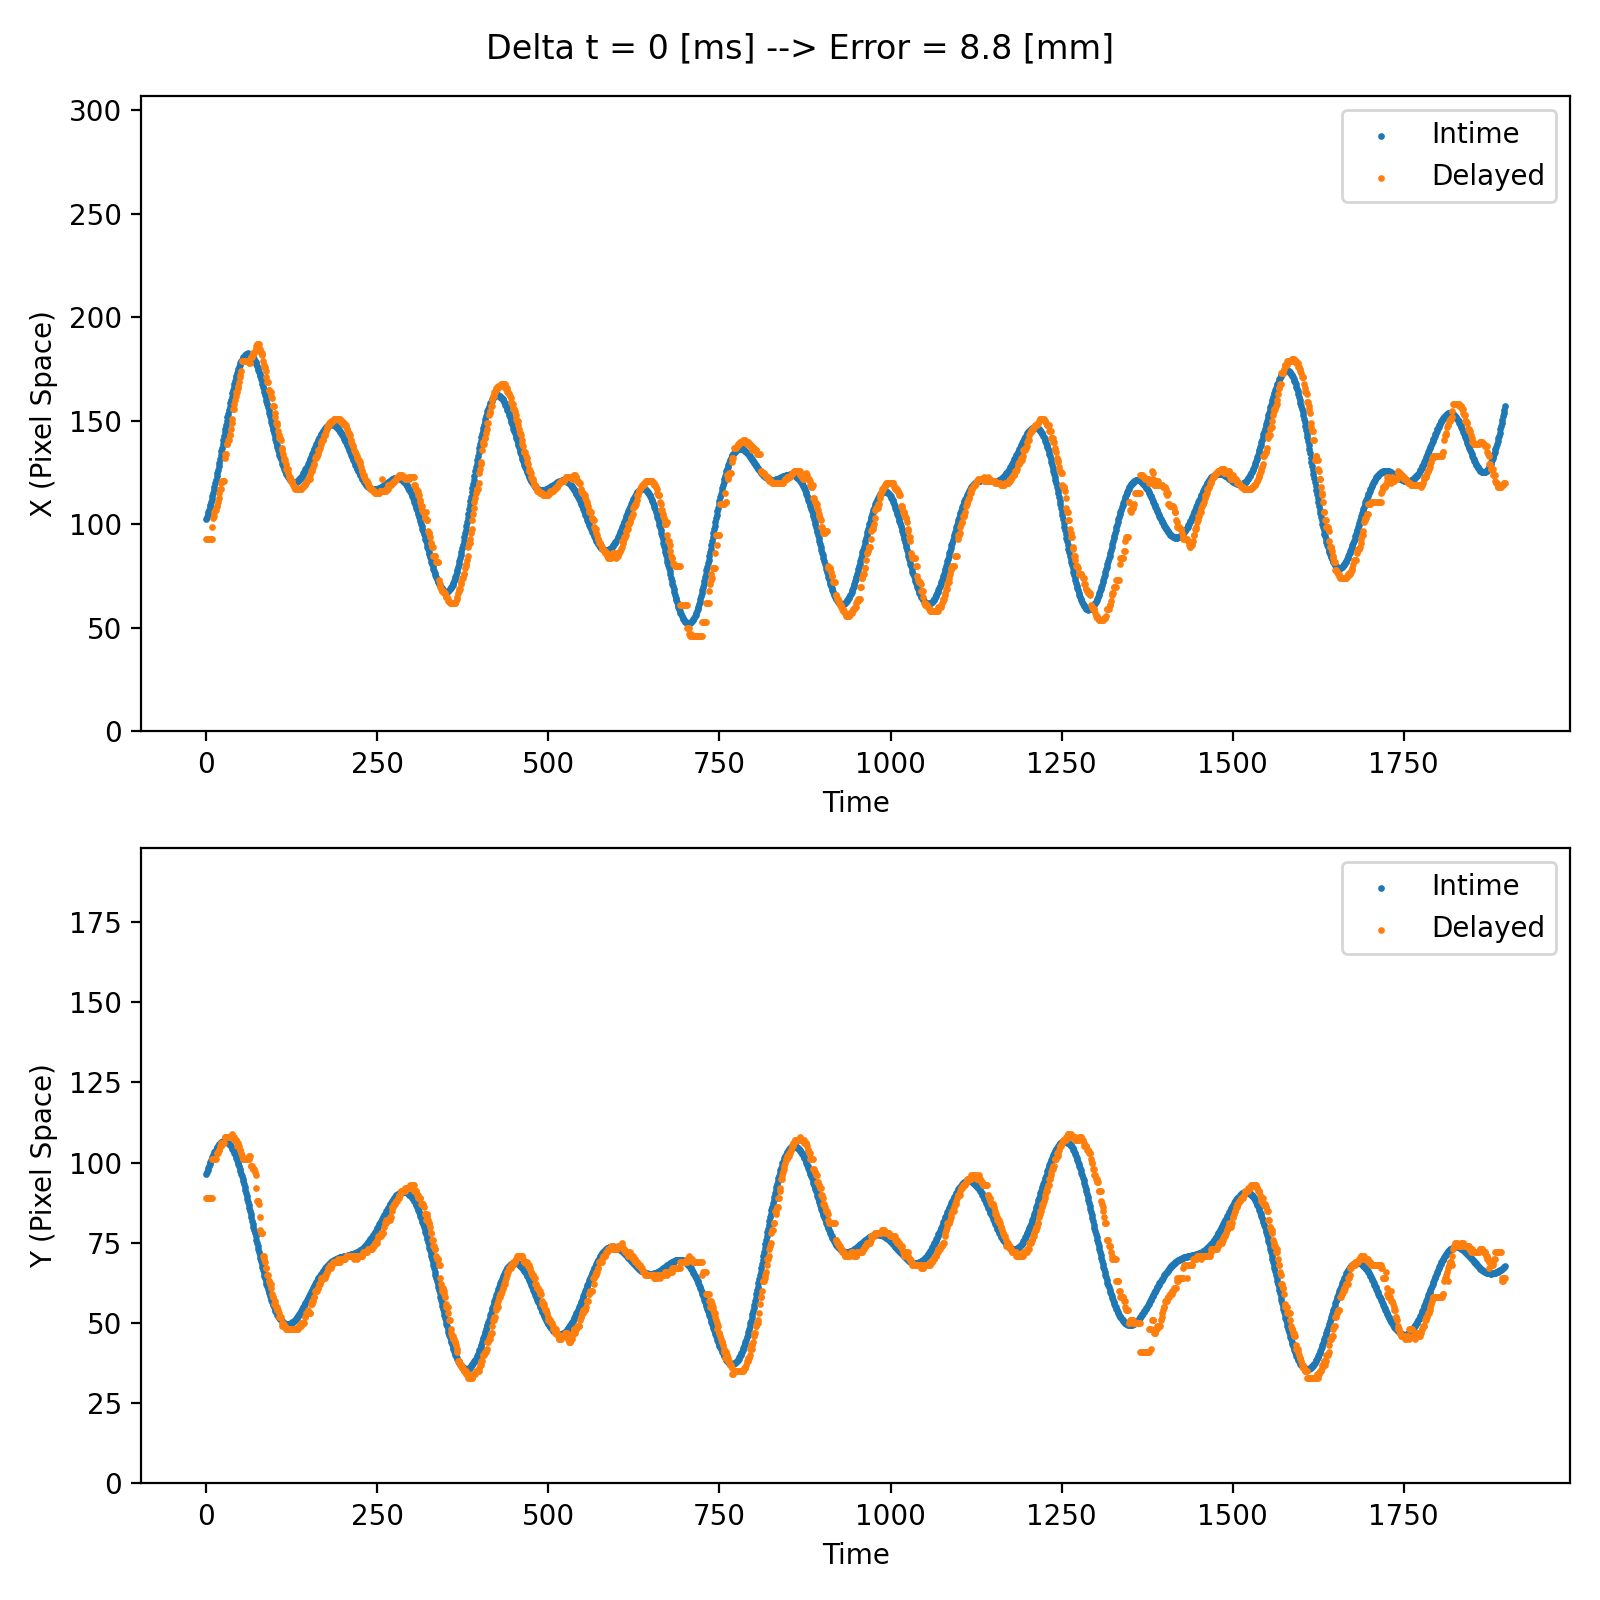 Delta t = 0 [ms] --> Error = 8.8 [mm]
300
250
200
150
100
50
0
X (Pixel Space)
Intime
Delayed
0 250 500 750 1000 1250 1500 1750
Time
175
150
125
100
75
50
25
0
Y (Pixel Space)
Intime
Delayed
0 250 500 750 1000 1250 1500 1750
Time